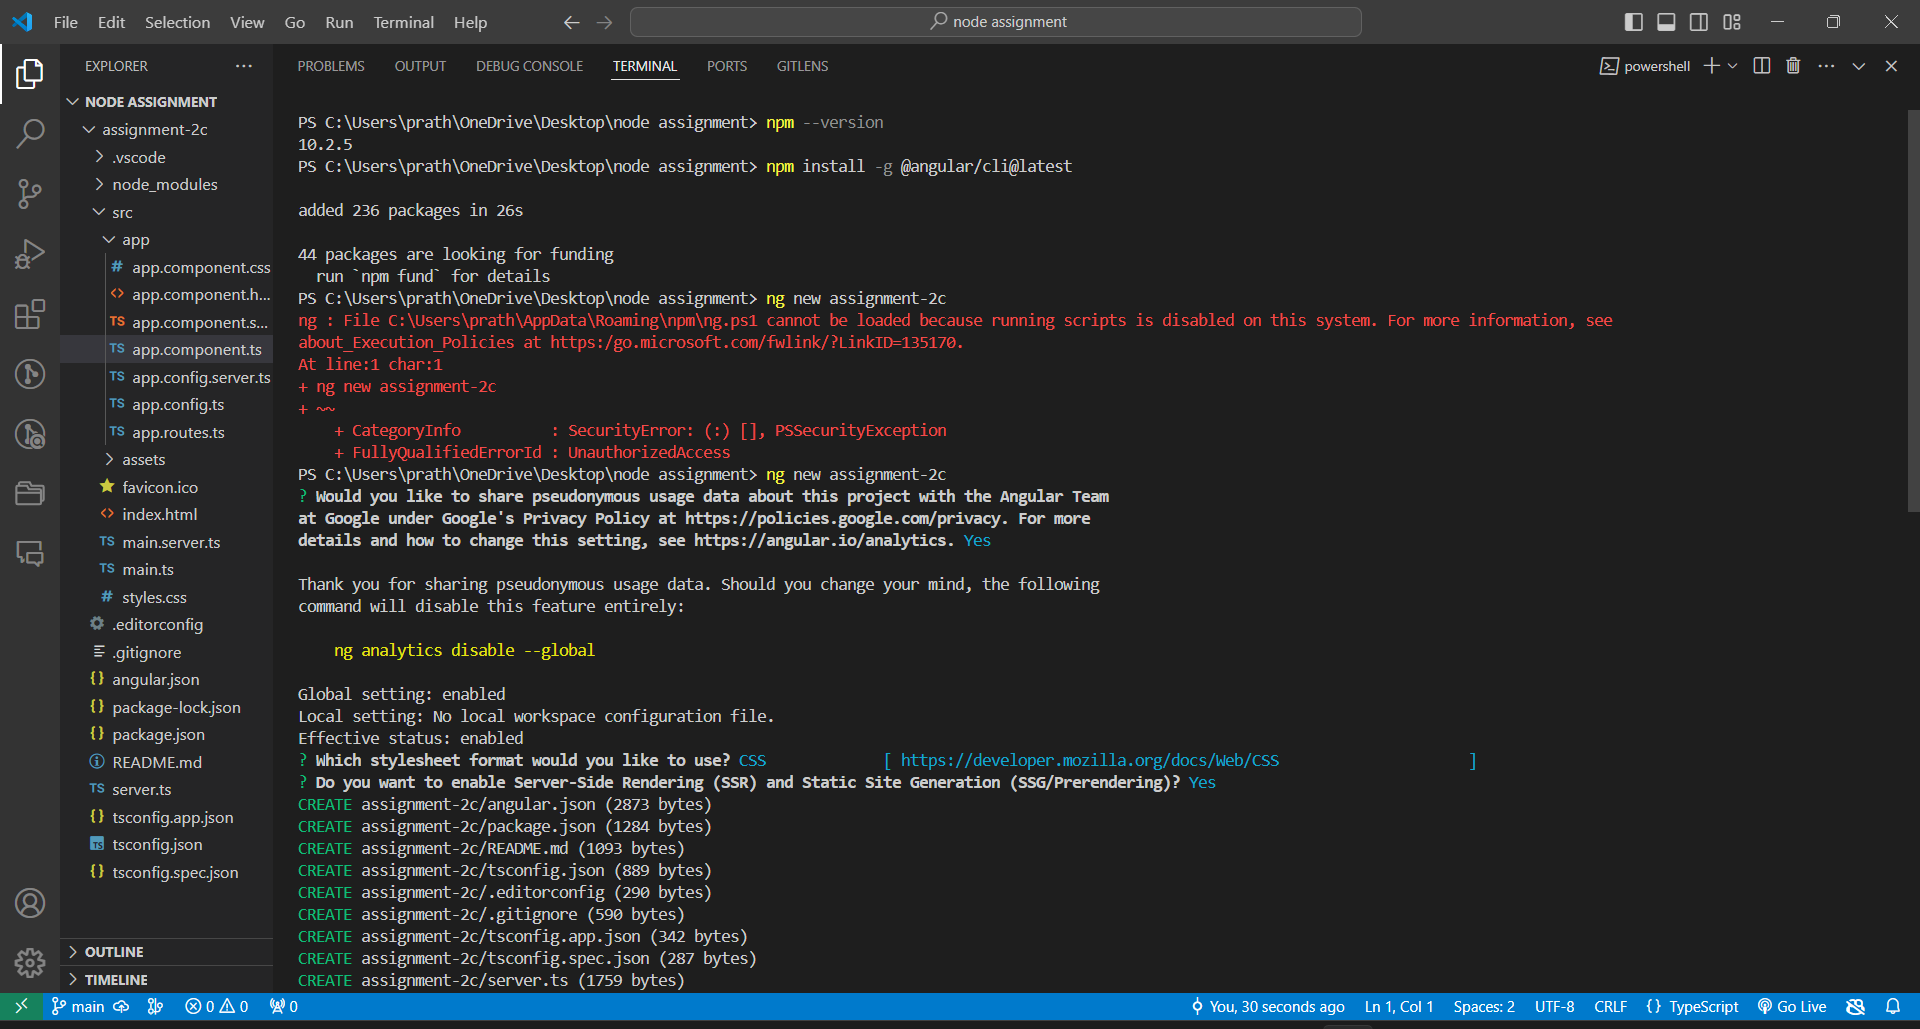 File Edit Selection View Go Run Terminal Help
node assignment
EXPLORER
NODE ASSIGNMENT
assignment-2c
.vscode
node_modules
src
app
app.component.css
app.component.h...
app.component.s...
app.component.ts
app.config.server.ts
app.config.ts
app.routes.ts
assets
favicon.ico
index.html
main.server.ts
main.ts
styles.css
.editorconfig
.gitignore
angular.json
package-lock.json
package.json
README.md
server.ts
tsconfig.app.json
tsconfig.json
tsconfig.spec.json
OUTLINE
TIMELINE
PROBLEMS OUTPUT DEBUG CONSOLE TERMINAL PORTS GITLENS
powershell
PS C:\Users\prath\OneDrive\Desktop\node assignment> npm --version
10.2.5
PS C:\Users\prath\OneDrive\Desktop\node assignment> npm install -g @angular/cli@latest
added 236 packages in 26s
44 packages are looking for funding
run `npm fund` for details
PS C:\Users\prath\OneDrive\Desktop\node assignment> ng new assignment-2c
ng : File C:\Users\prath\AppData\Roaming\npm\ng.ps1 cannot be loaded because running scripts is disabled on this system. For more information, see
about_Execution_Policies at https:/go.microsoft.com/fwlink/?LinkID=135170.
At line:1 char:1
+ ng new assignment-2c
+ ~~
+ CategoryInfo : SecurityError: (:) [], PSSecurityException
+ FullyQualifiedErrorId : UnauthorizedAccess
PS C:\Users\prath\OneDrive\Desktop\node assignment> ng new assignment-2c
? Would you like to share pseudonymous usage data about this project with the Angular Team
at Google under Google's Privacy Policy at https://policies.google.com/privacy. For more
details and how to change this setting, see https://angular.io/analytics. Yes
Thank you for sharing pseudonymous usage data. Should you change your mind, the following
command will disable this feature entirely:
ng analytics disable --global
Global setting: enabled
Local setting: No local workspace configuration file.
Effective status: enabled
? Which stylesheet format would you like to use? CSS [ https://developer.mozilla.org/docs/Web/CSS ]
? Do you want to enable Server-Side Rendering (SSR) and Static Site Generation (SSG/Prerendering)? Yes
CREATE assignment-2c/angular.json (2873 bytes)
CREATE assignment-2c/package.json (1284 bytes)
CREATE assignment-2c/README.md (1093 bytes)
CREATE assignment-2c/tsconfig.json (889 bytes)
CREATE assignment-2c/.editorconfig (290 bytes)
CREATE assignment-2c/.gitignore (590 bytes)
CREATE assignment-2c/tsconfig.app.json (342 bytes)
CREATE assignment-2c/tsconfig.spec.json (287 bytes)
CREATE assignment-2c/server.ts (1759 bytes)
main 0 0 0 You, 30 seconds ago Ln 1, Col 1 Spaces: 2 UTF-8 CRLF {} TypeScript Go Live